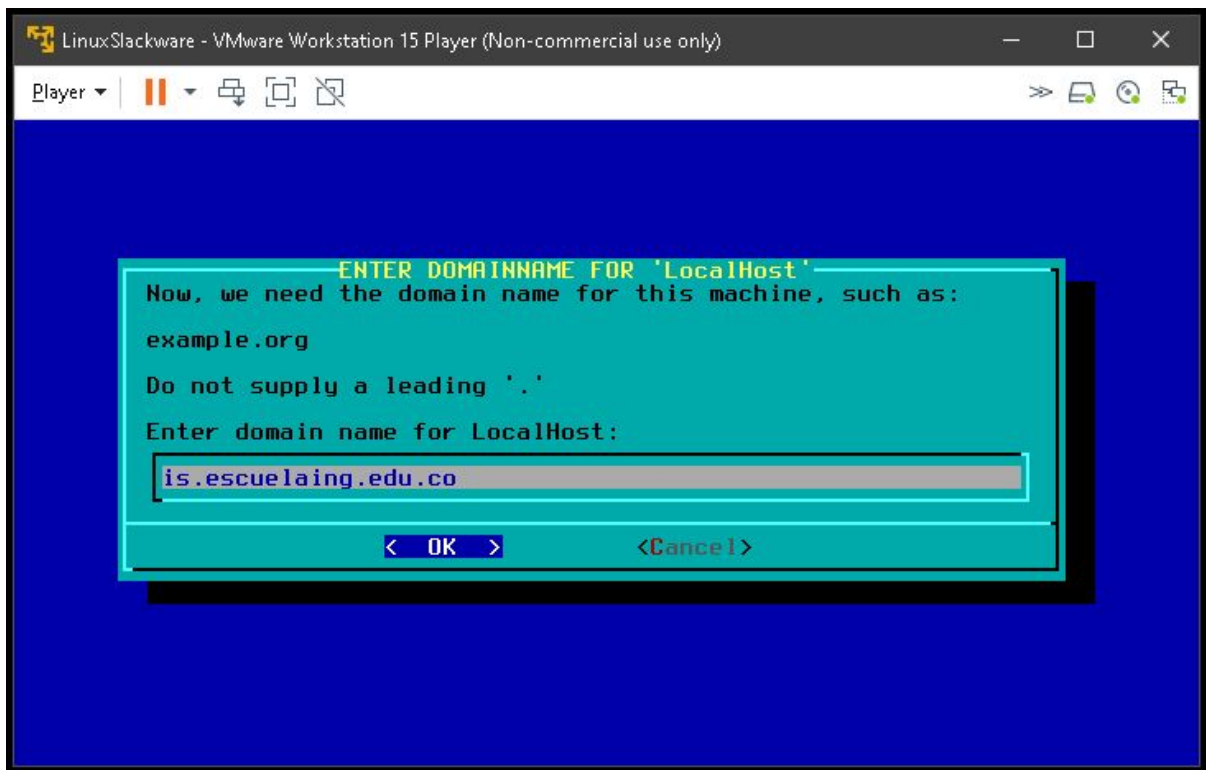 LinuxSlackware - VMware Workstation 15 Player (Non-commercial use only)
Player
ENTER DOMAINNAME FOR 'LocalHost'
Now, we need the domain name for this machine, such as:
example.org
Do not supply a leading '.'
Enter domain name for LocalHost:
is.escuelaing.edu.co
< OK > <Cancel>